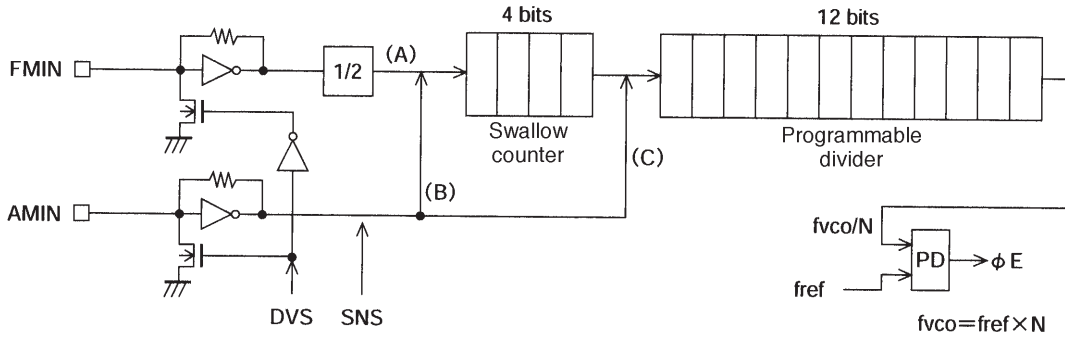 4 bits
12 bits
FMIN
1/2
(A)
Swallow
counter
Programmable
divider
(C)
(B)
AMIN
fvco/N
PD
φE
fref
DVS
SNS
fvco=fref×N